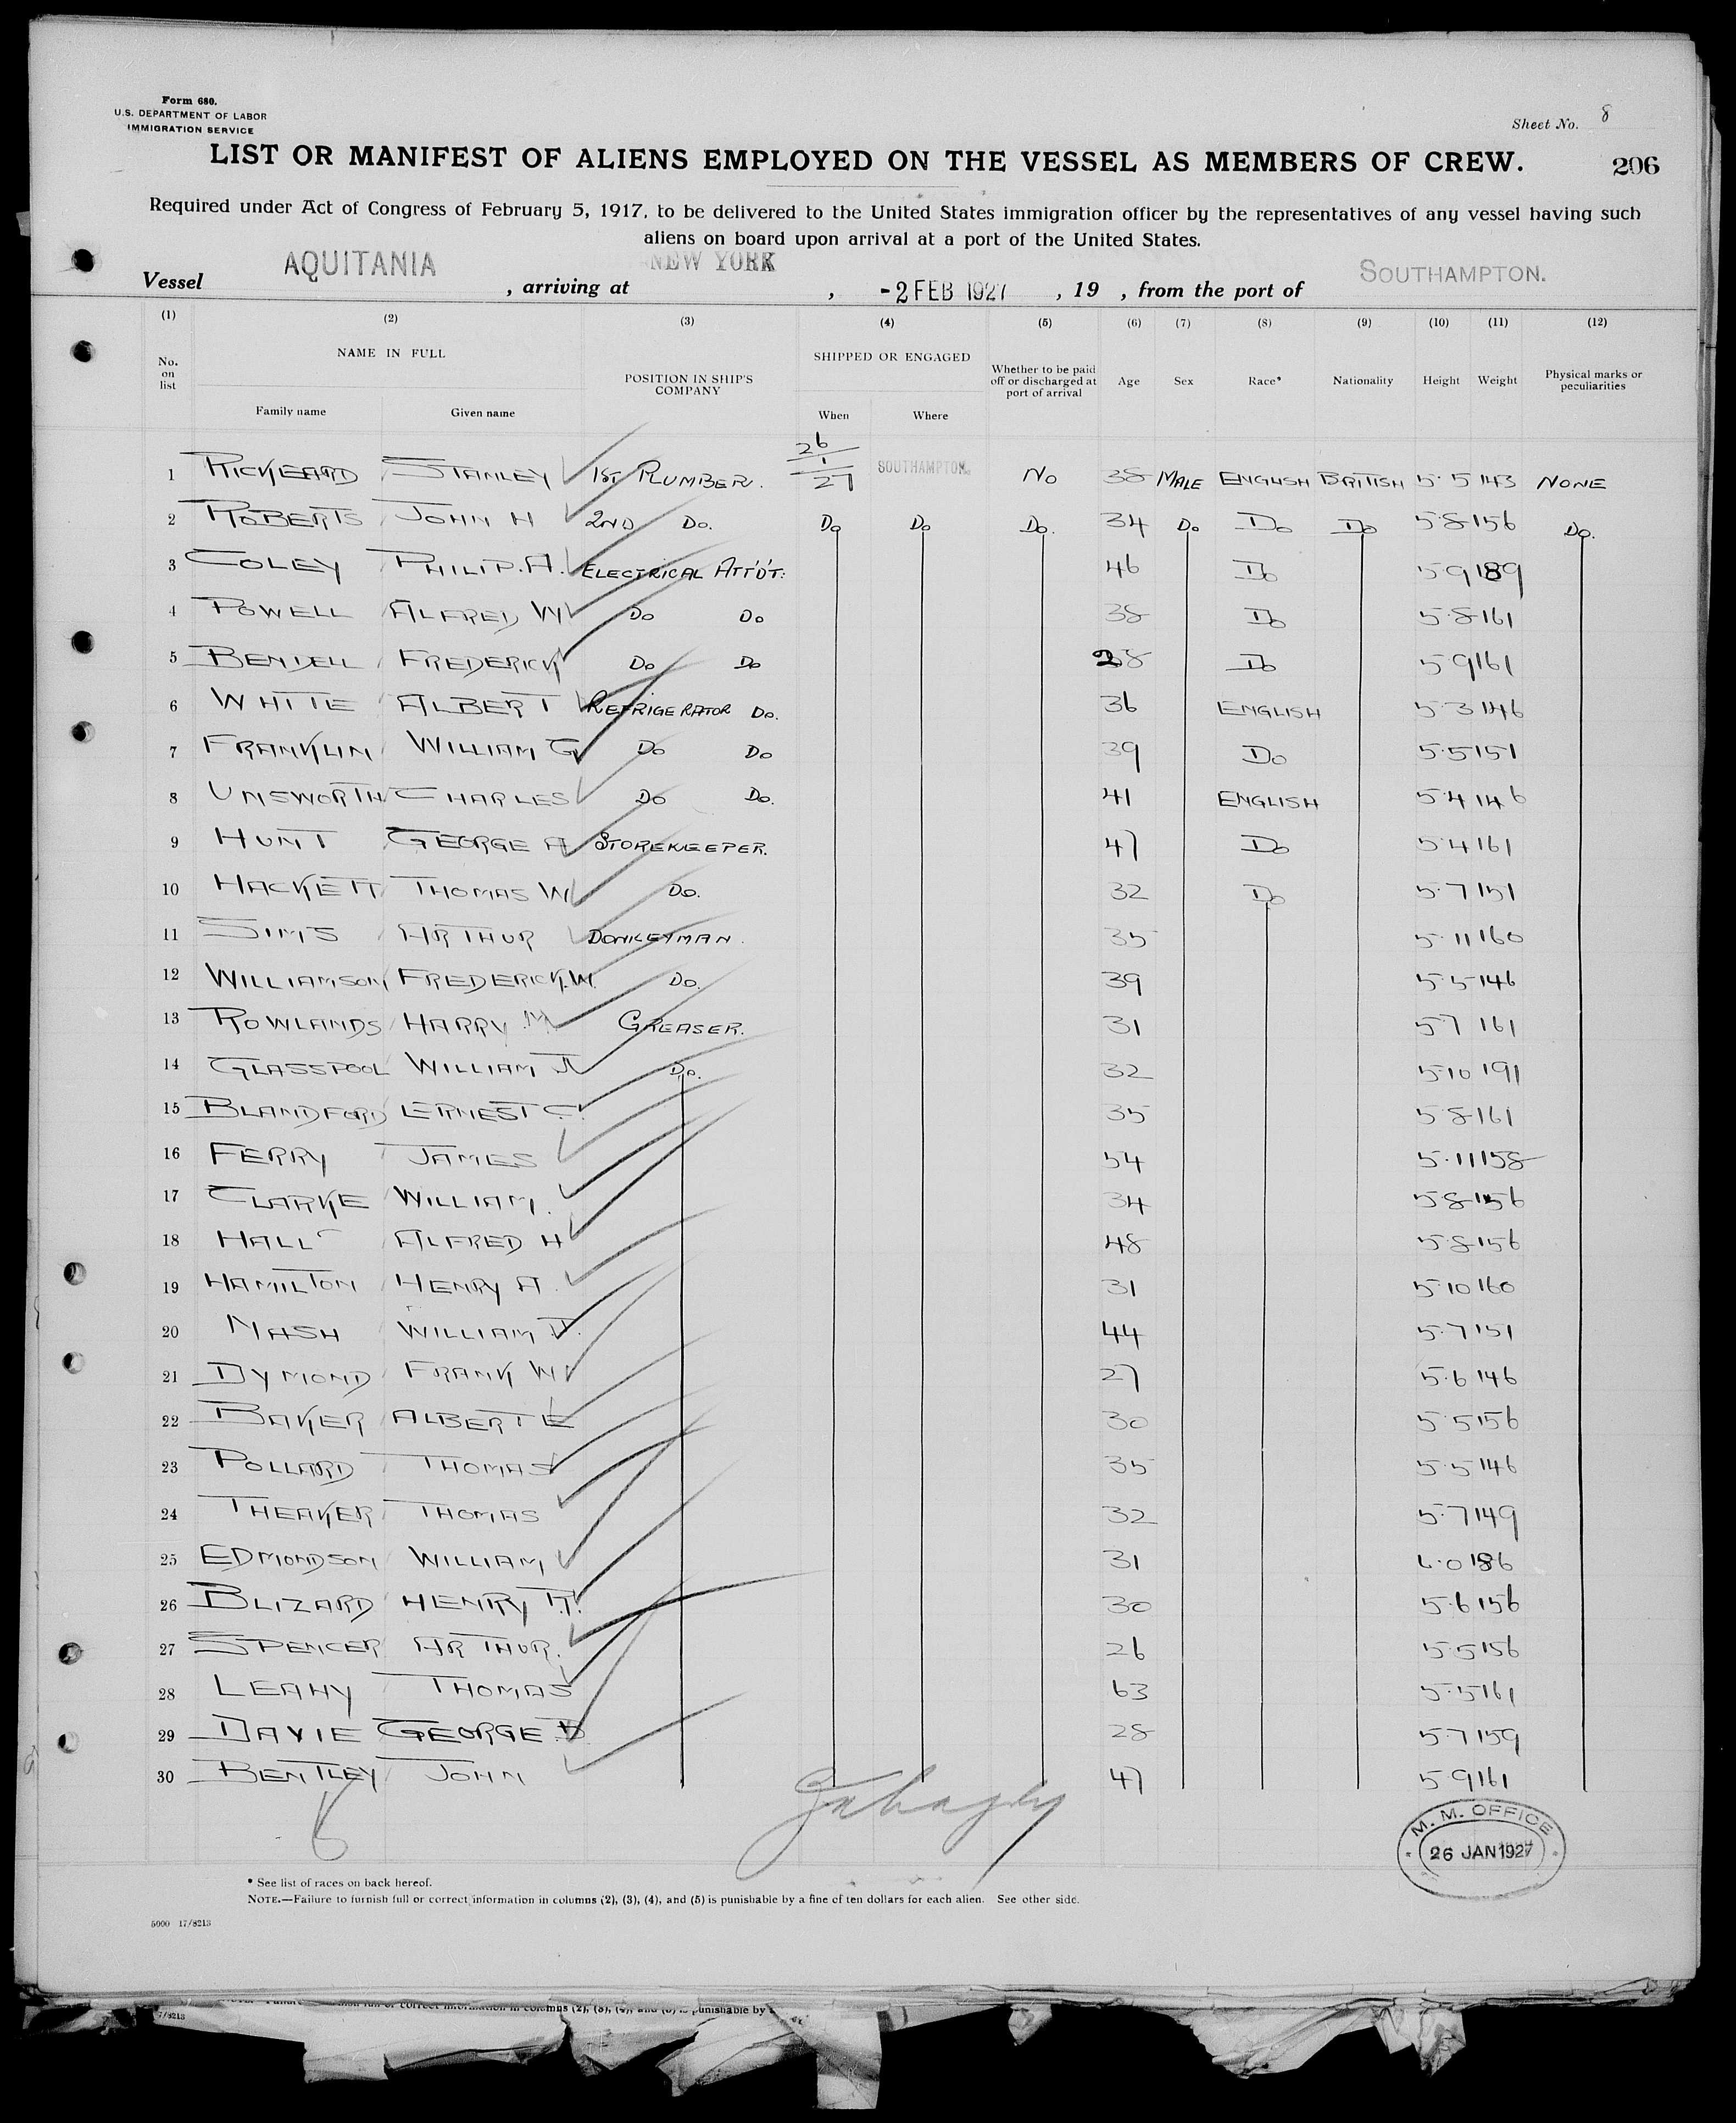 Form 680.
U.S. DEPARTMENT OF LABOR
IMMIGRATION SERVICE
Sheet No. 8
LIST OR MANIFEST OF ALIENS EMPLOYED ON THE VESSEL AS MEMBERS OF CREW. 206
Required under Act of Congress of February 5, 1917, to be delivered to the United States immigration officer by the representatives of any vessel having such
aliens on board upon arrival at a port of the United States.
Vessel AQUITANIA , arriving at NEW YORK , -2 FEB 1927 , 19 , from the port of SOUTHAMPTON.
(1) (2) (3) (4) (5) (6) (7) (8) (9) (10) (11) (12)
No. on list NAME IN FULL Family name Given name POSITION IN SHIP'S COMPANY SHIPPED OR ENGAGED When Where Whether to be paid off or discharged at port of arrival Age Sex Race* Nationality Height Weight Physical marks or peculiarities
1 RICKEARD STANLEY 1ST PLUMBER. 26/1/27 SOUTHAMPTON. NO 38 MALE ENGLISH BRITISH 5·5 143 NONE
2 ROBERTS JOHN H 2ND DO. DO DO DO. 34 DO DO DO 5·8 156 DO.
3 COLEY PHILIP.A. ELECTRICAL ATT'D'T: 46 DO 5·9 189
4 POWELL ALFRED W DO DO 38 DO 5·8 161
5 BENDELL FREDERICK DO DO 28 DO 5·9 161
6 WHITE ALBERT REFRIGERATOR DO. 36 ENGLISH 5·3 146
7 FRANKLIN WILLIAM G DO DO 39 DO 5·5 151
8 UNSWORTH CHARLES DO DO. 41 ENGLISH 5·4 146
9 HUNT GEORGE A STOREKEEPER. 47 DO 5·4 161
10 HACKETT THOMAS W DO. 32 DO 5·7 151
11 SIMS ARTHUR DONKEYMAN. 35 5·11 160
12 WILLIAMSON FREDERICK.W. DO. 39 5·5 146
13 ROWLANDS HARRY M. GREASER. 31 5·7 161
14 GLASSPOOL WILLIAM J DO. 32 5·10 191
15 BLANDFORD ERNEST C. 35 5·8 161
16 FERRY JAMES 54 5·11 158
17 CLARKE WILLIAM. 34 5·8 156
18 HALL ALFRED H 48 5·8 156
19 HAMILTON HENRY A. 31 5·10 160
20 MASH WILLIAM J. 44 5·7 151
21 DYMOND FRANK W 27 5·6 146
22 BAKER ALBERT E 30 5·5 156
23 POLLARD THOMAS 35 5·5 146
24 THEAKER THOMAS 32 5·7 149
25 EDMONDSON WILLIAM 31 6·0 186
26 BLIZARD HENRY R. 30 5·6 156
27 SPENCER ARTHUR. 26 5·5 156
28 LEAHY THOMAS 63 5·5 161
29 DAVIE GEORGE B 28 5·7 159
30 BENTLEY JOHN 47 5·9 161
M. M. OFFICE
26 JAN 1927
* See list of races on back hereof.
NOTE.—Failure to furnish full or correct information in columns (2), (3), (4), and (5) is punishable by a fine of ten dollars for each alien. See other side.
5000 17/8213
correct information in columns (2), (3), (4), and (5) is punishable by
7/8213